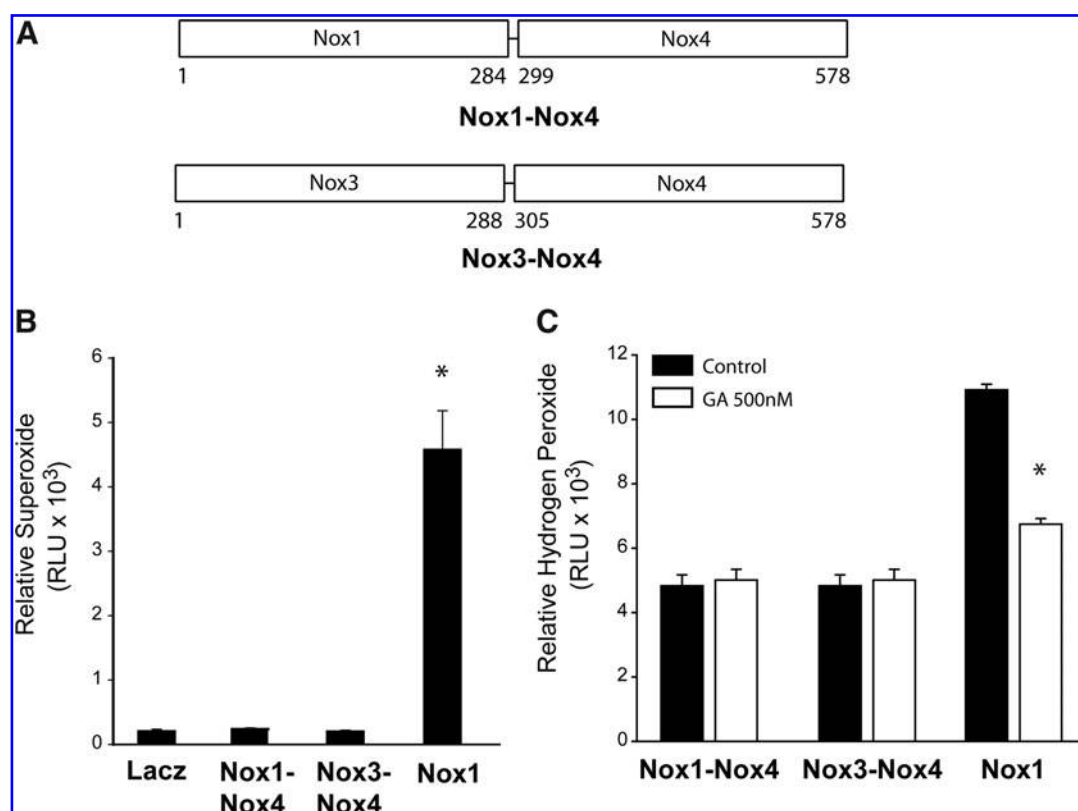 A
Nox1 Nox4
1 284 299 578
Nox1-Nox4
Nox3 Nox4
1 288 305 578
Nox3-Nox4
B
Relative Superoxide
(RLU x 10³)
6
5
4
3
2
1
0
*
Lacz Nox1-Nox4 Nox3-Nox4 Nox1
C
Relative Hydrogen Peroxide
(RLU x 10³)
12
10
8
6
4
2
0
Control
GA 500nM
*
Nox1-Nox4 Nox3-Nox4 Nox1